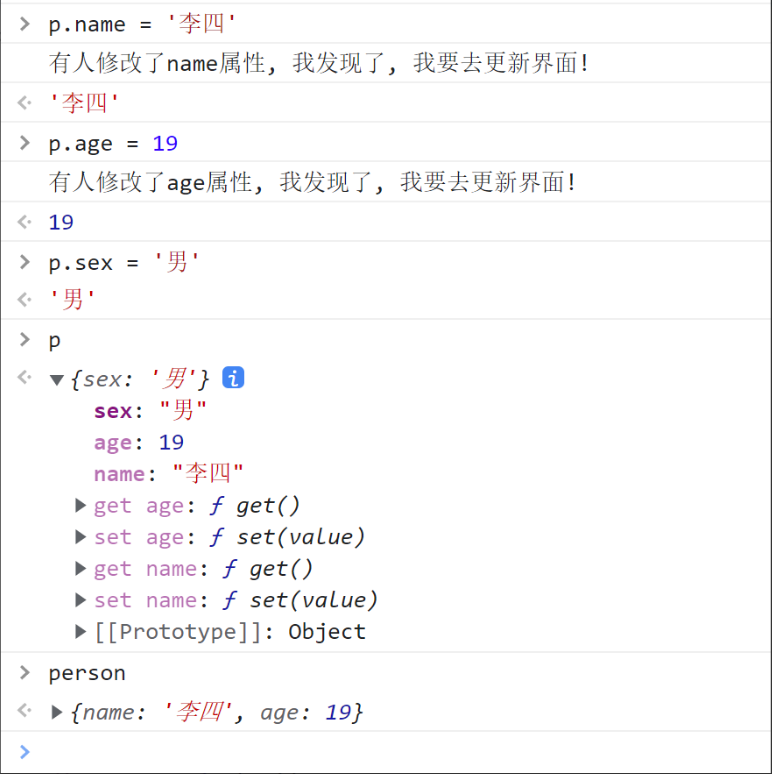 > p.name = '李四'
有人修改了name属性, 我发现了, 我要去更新界面!
'李四'
> p.age = 19
有人修改了age属性, 我发现了, 我要去更新界面!
19
> p.sex = '男'
'男'
> p
{sex: '男'} i
sex: "男"
age: 19
name: "李四"
get age: ƒ get()
set age: ƒ set(value)
get name: ƒ get()
set name: ƒ set(value)
[[Prototype]]: Object
> person
{name: '李四', age: 19}
>